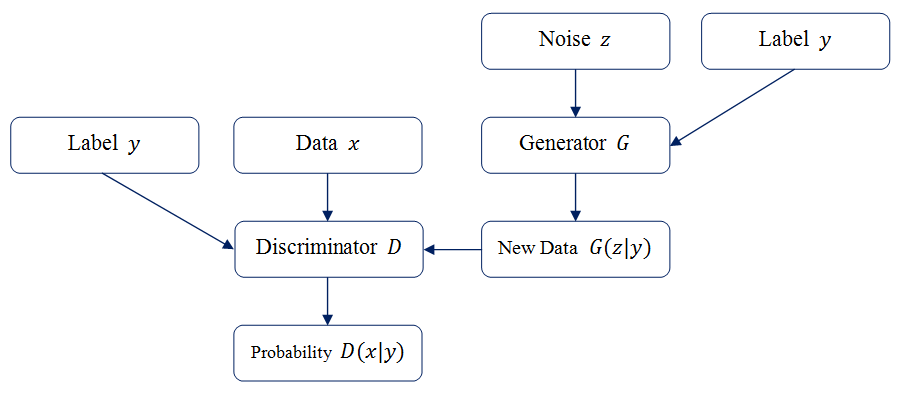 Noise z
Label y
Label y
Data x
Generator G
Discriminator D
New Data G(z|y)
Probability D(x|y)